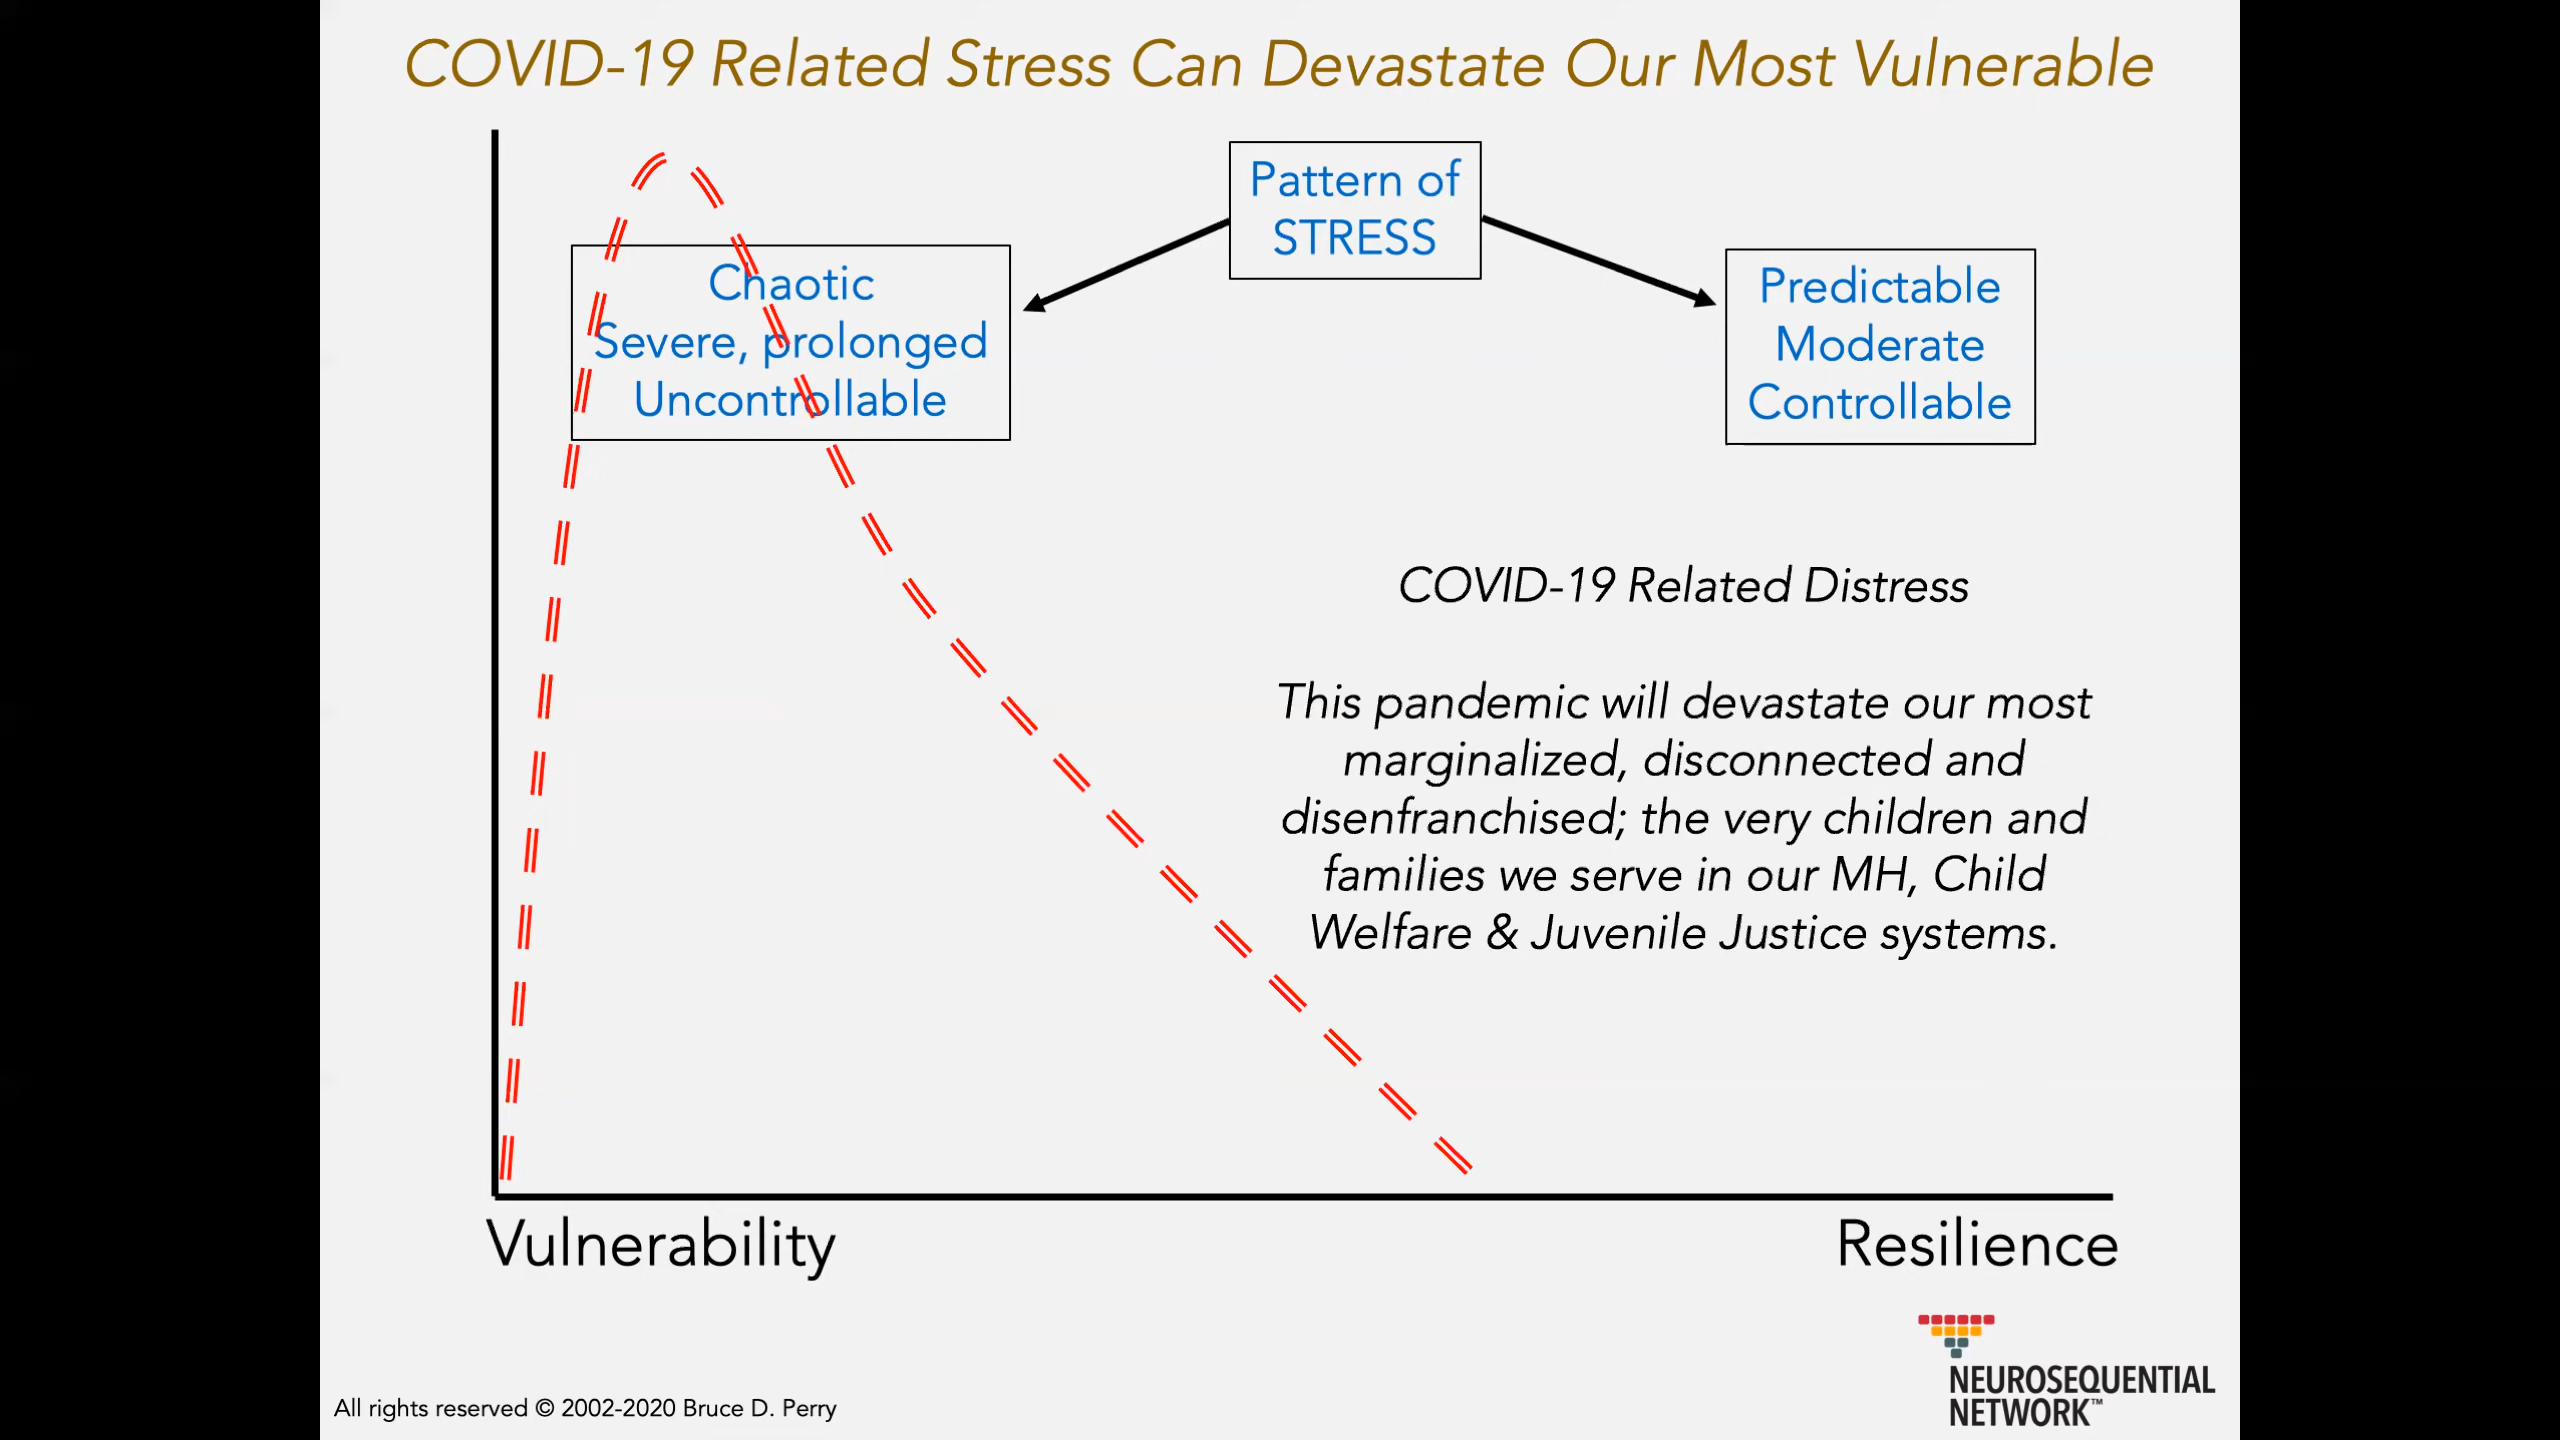 COVID-19 Related Stress Can Devastate Our Most Vulnerable
Pattern of
STRESS
Chaotic
Severe, prolonged
Uncontrollable
Predictable
Moderate
Controllable
COVID-19 Related Distress
This pandemic will devastate our most
marginalized, disconnected and
disenfranchised; the very children and
families we serve in our MH, Child
Welfare & Juvenile Justice systems.
Vulnerability
Resilience
NEUROSEQUENTIAL
NETWORK™
All rights reserved © 2002-2020 Bruce D. Perry